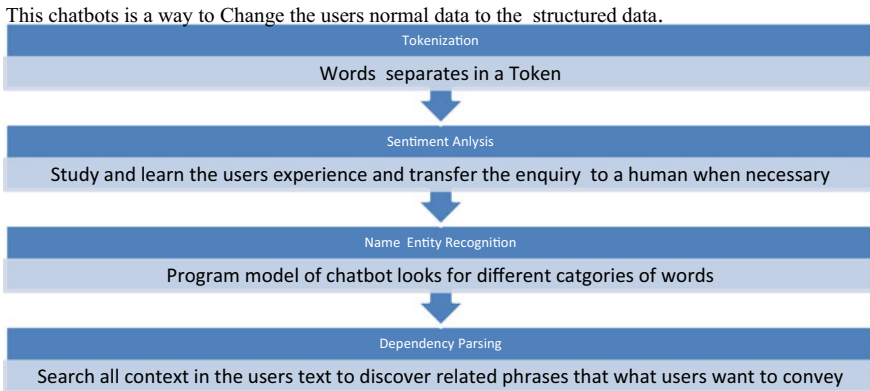 This chatbots is a way to Change the users normal data to the structured data.
Tokenization
Words separates in a Token
Sentiment Anlysis
Study and learn the users experience and transfer the enquiry to a human when necessary
Name Entity Recognition
Program model of chatbot looks for different catgories of words
Dependency Parsing
Search all context in the users text to discover related phrases that what users want to convey